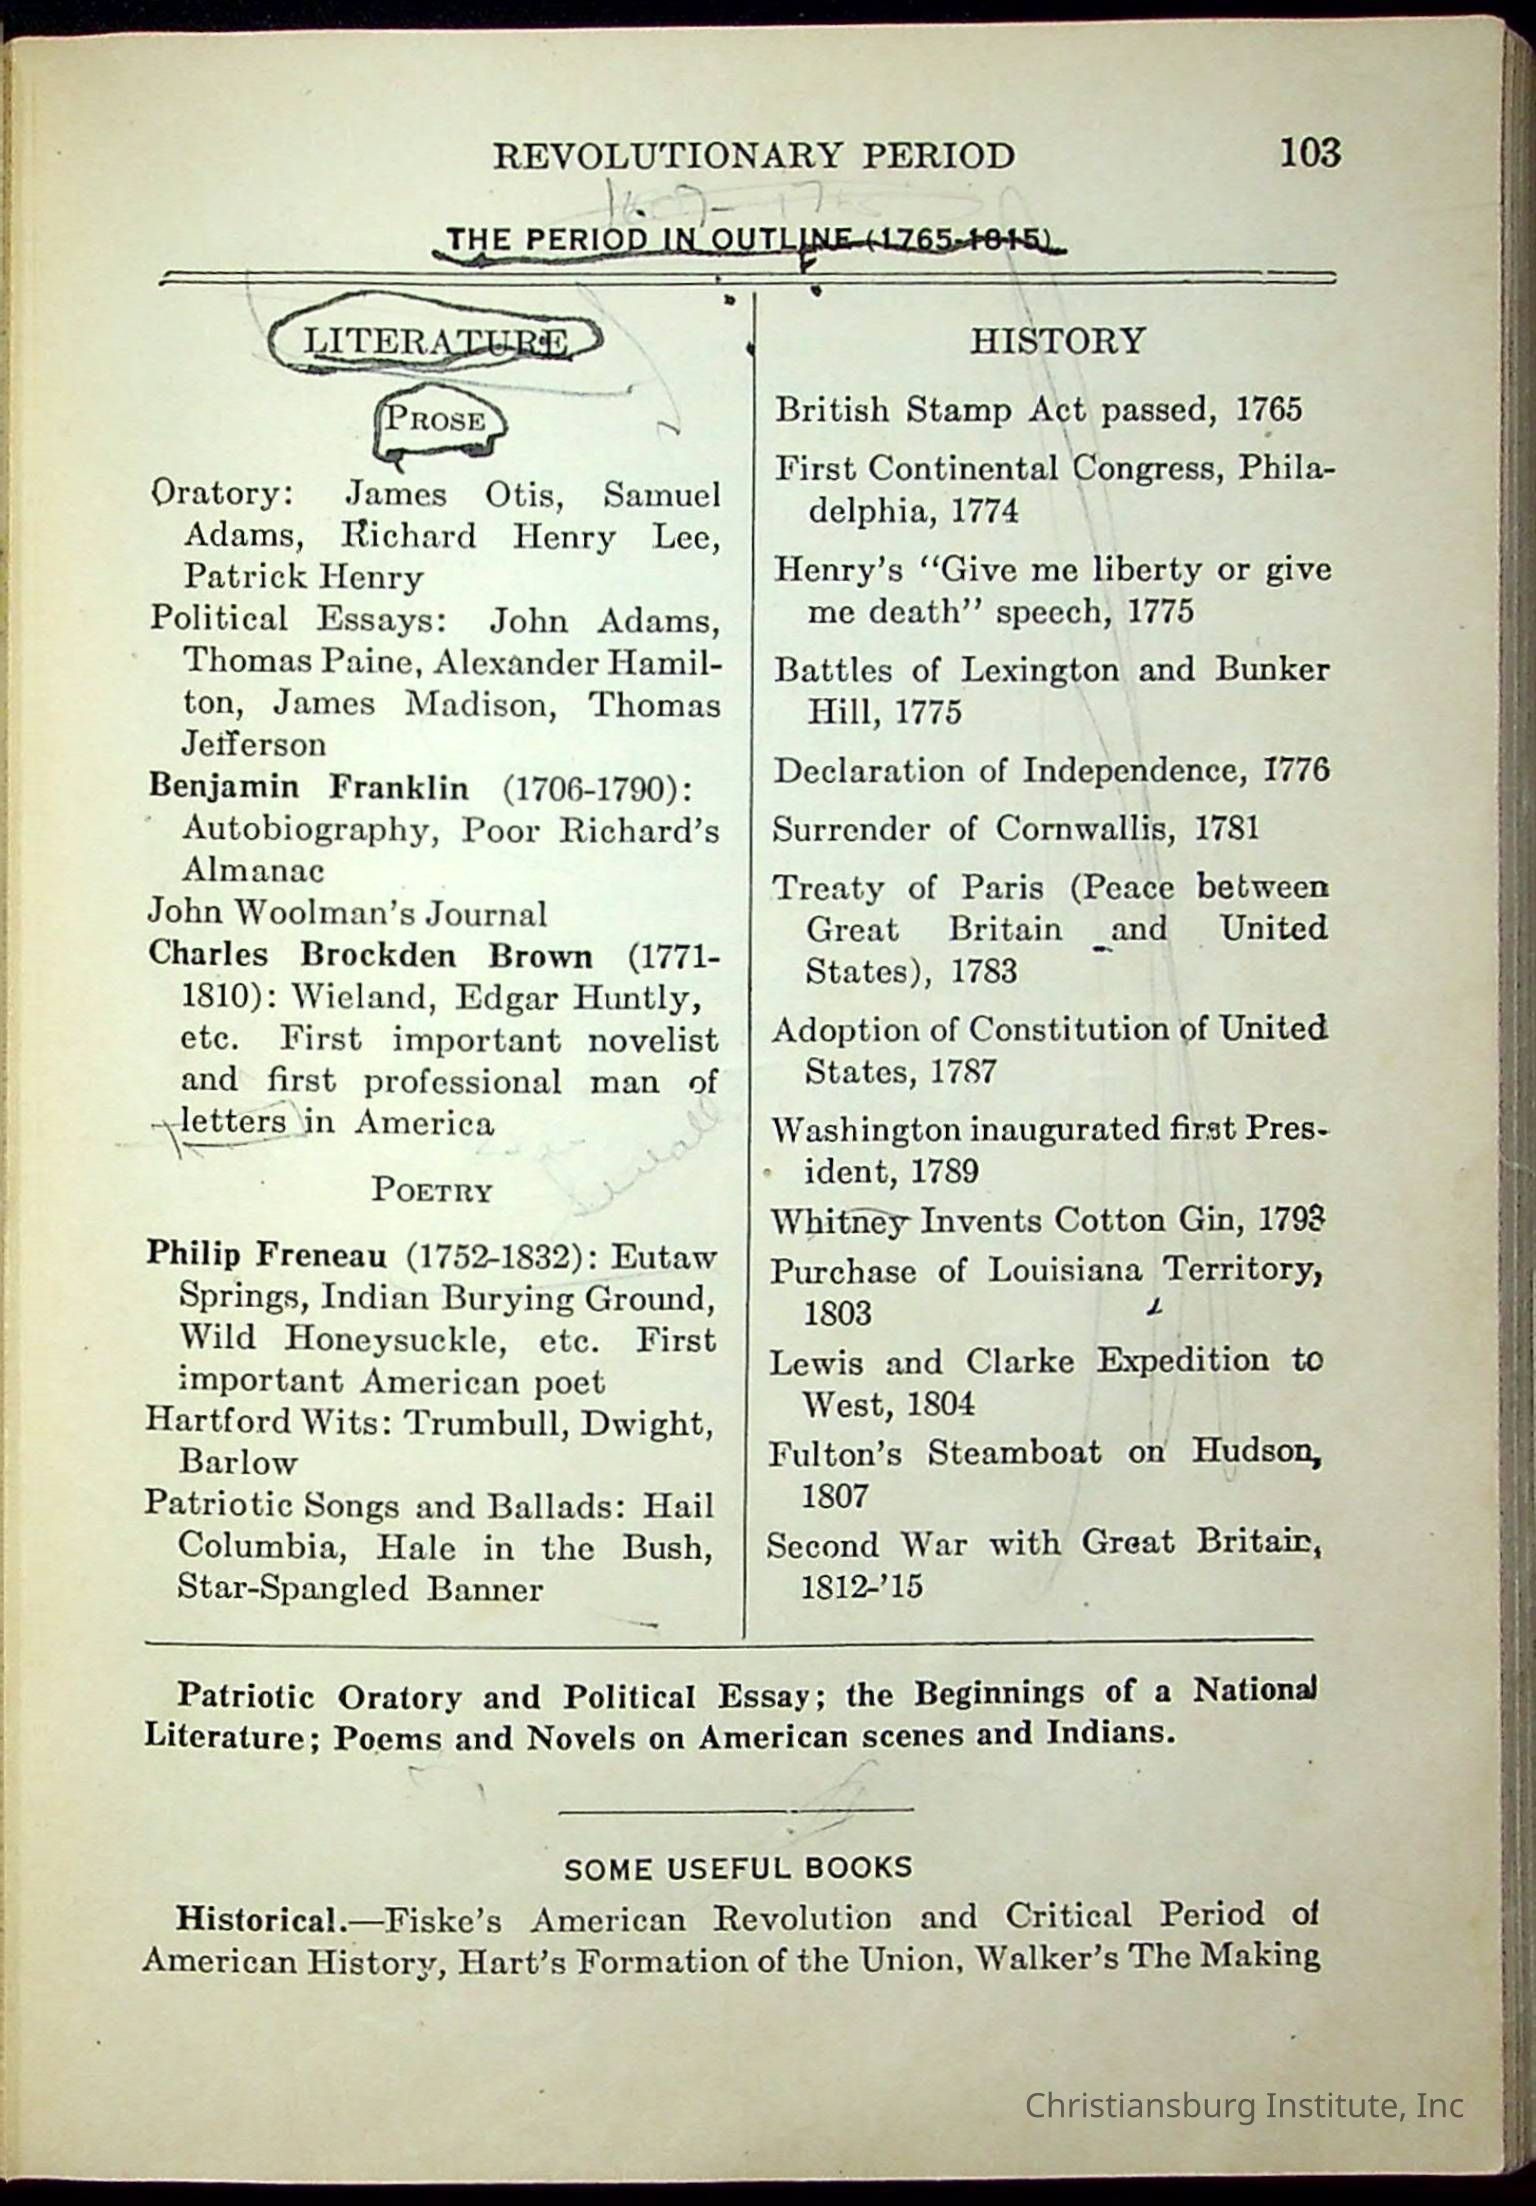 REVOLUTIONARY PERIOD 103
THE PERIOD IN OUTLINE (1765-1815)
LITERATURE
PROSE
Oratory: James Otis, Samuel
Adams, Richard Henry Lee,
Patrick Henry
Political Essays: John Adams,
Thomas Paine, Alexander Hamil-
ton, James Madison, Thomas
Jefferson
Benjamin Franklin (1706-1790):
Autobiography, Poor Richard's
Almanac
John Woolman's Journal
Charles Brockden Brown (1771-
1810): Wieland, Edgar Huntly,
etc. First important novelist
and first professional man of
letters in America
POETRY
Philip Freneau (1752-1832): Eutaw
Springs, Indian Burying Ground,
Wild Honeysuckle, etc. First
important American poet
Hartford Wits: Trumbull, Dwight,
Barlow
Patriotic Songs and Ballads: Hail
Columbia, Hale in the Bush,
Star-Spangled Banner
HISTORY
British Stamp Act passed, 1765
First Continental Congress, Phila-
delphia, 1774
Henry's "Give me liberty or give
me death" speech, 1775
Battles of Lexington and Bunker
Hill, 1775
Declaration of Independence, 1776
Surrender of Cornwallis, 1781
Treaty of Paris (Peace between
Great Britain and United
States), 1783
Adoption of Constitution of United
States, 1787
Washington inaugurated first Pres-
ident, 1789
Whitney Invents Cotton Gin, 1793
Purchase of Louisiana Territory,
1803
Lewis and Clarke Expedition to
West, 1804
Fulton's Steamboat on Hudson,
1807
Second War with Great Britain,
1812-'15
Patriotic Oratory and Political Essay; the Beginnings of a National
Literature; Poems and Novels on American scenes and Indians.
SOME USEFUL BOOKS
Historical.—Fiske's American Revolution and Critical Period of
American History, Hart's Formation of the Union, Walker's The Making
Christiansburg Institute, Inc